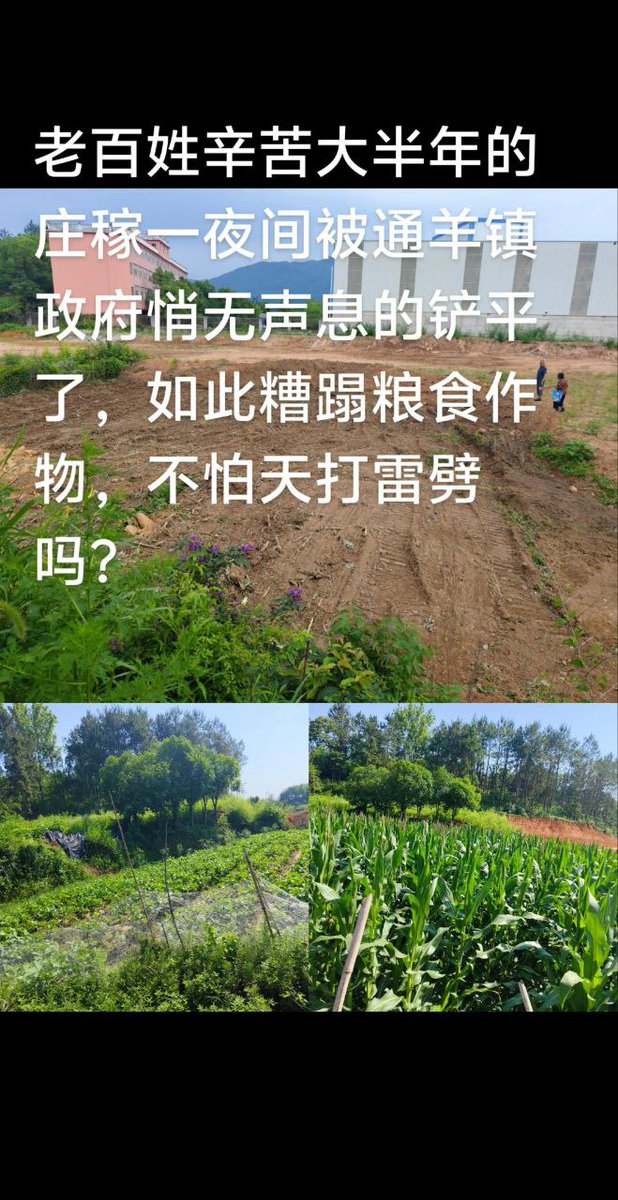 老百姓辛苦大半年的
庄稼一夜间被通羊镇
政府悄无声息的铲平
了，如此糟蹋粮食作
物，不怕天打雷劈
吗？